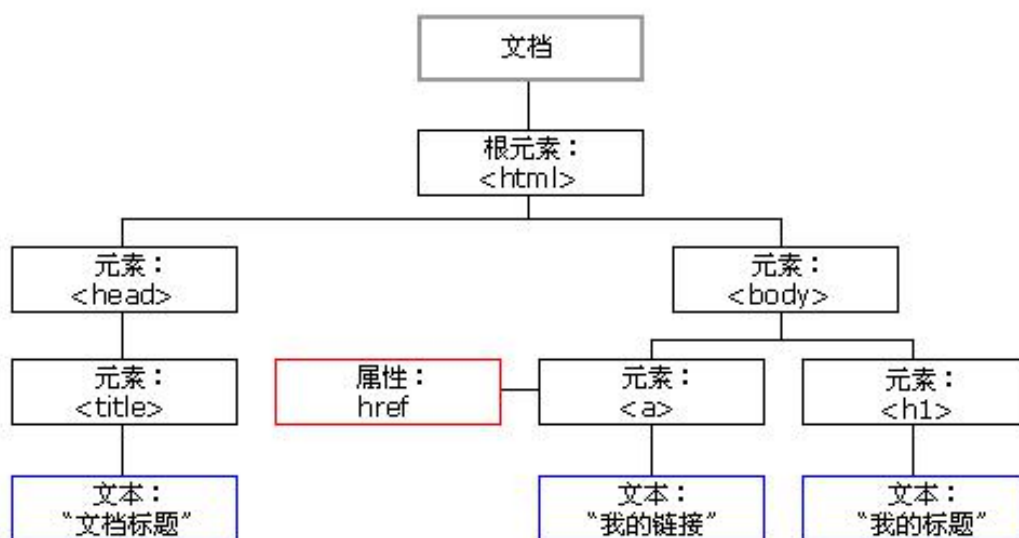 文档
根元素：
<html>
元素：
<head>
元素：
<body>
元素：
<title>
属性：
href
元素：
<a>
元素：
<h1>
文本：
“文档标题”
文本：
“我的链接”
文本：
“我的标题”